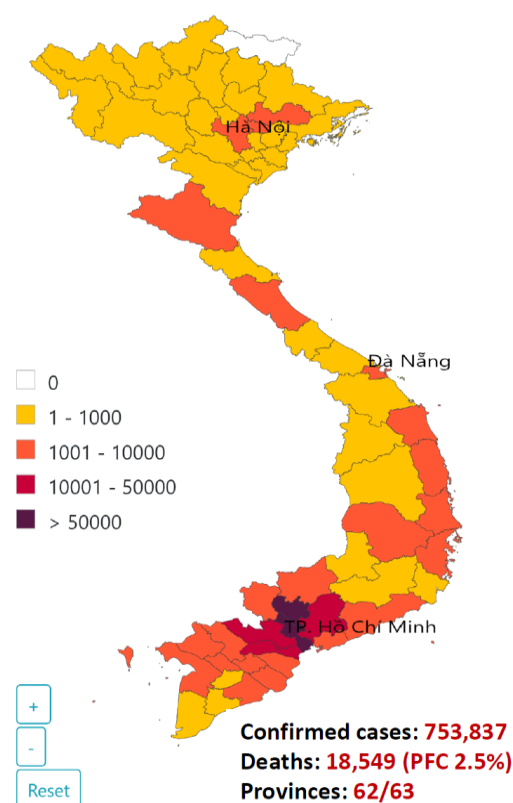 Hà Nội
Đà Nẵng
0
1 - 1000
1001 - 10000
10001 - 50000
> 50000
TP. Hồ Chí Minh
+
-
Reset
Confirmed cases: 753,837
Deaths: 18,549 (PFC 2.5%)
Provinces: 62/63